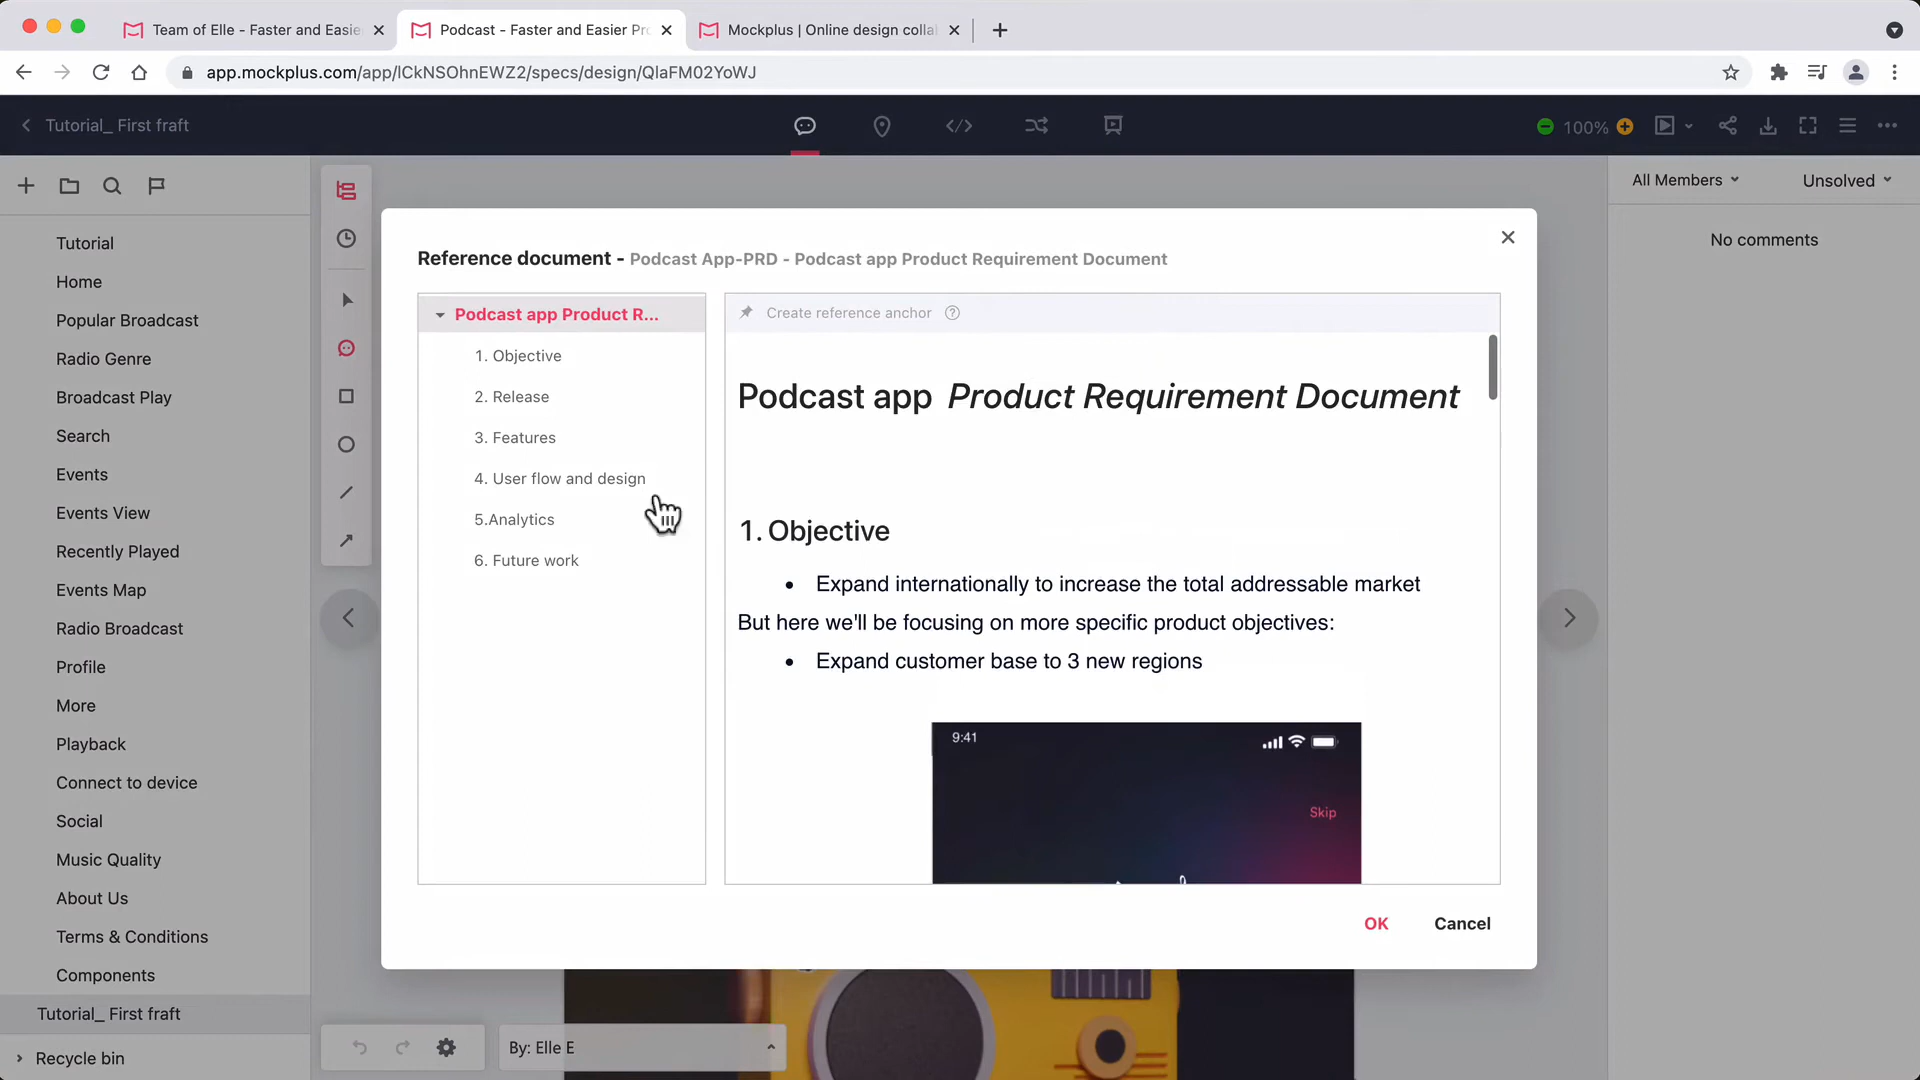 Team of Elle - Faster and Easie
Podcast - Faster and Easier Pro
Mockplus | Online design colla
app.mockplus.com/app/lCkNSOhnEWZ2/specs/design/QlaFM02YoWJ
Tutorial_ First fraft
100%
All Members
Unsolved
No comments
Tutorial
Home
Popular Broadcast
Radio Genre
Broadcast Play
Search
Events
Events View
Recently Played
Events Map
Radio Broadcast
Profile
More
Playback
Connect to device
Social
Music Quality
About Us
Terms & Conditions
Components
Tutorial_ First fraft
Recycle bin
Reference document - Podcast App-PRD - Podcast app Product Requirement Document
Podcast app Product R...
1. Objective
2. Release
3. Features
4. User flow and design
5.Analytics
6. Future work
Create reference anchor
Podcast app Product Requirement Document
1. Objective
• Expand internationally to increase the total addressable market
But here we'll be focusing on more specific product objectives:
• Expand customer base to 3 new regions
9:41
Skip
OK
Cancel
By: Elle E